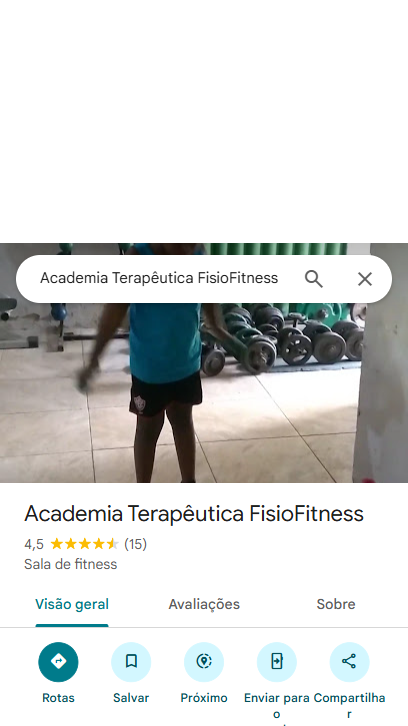 Academia Terapêutica FisioFitness
Academia Terapêutica FisioFitness
4,5 (15)
Sala de fitness
Visão geral Avaliações Sobre
Rotas Salvar Próximo Enviar para o Compartilhar